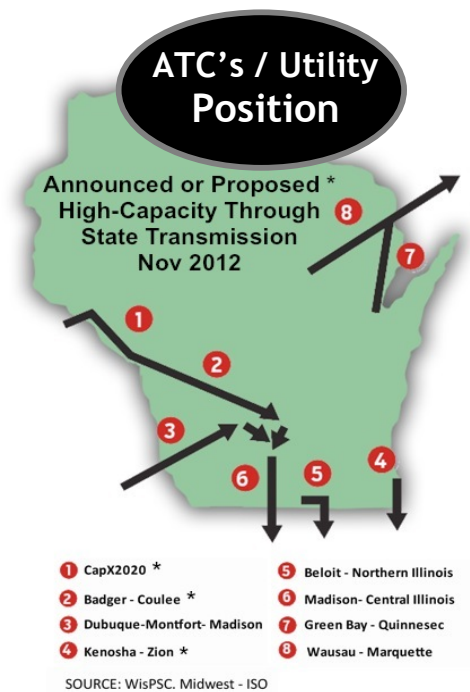 ATC's / Utility
Position
Announced or Proposed *
High-Capacity Through
State Transmission
Nov 2012
8
7
1
2
3
6
5
4
1 CapX2020 *
2 Badger - Coulee *
3 Dubuque-Montfort- Madison
4 Kenosha - Zion *
5 Beloit - Northern Illinois
6 Madison- Central Illinois
7 Green Bay - Quinnesec
8 Wausau - Marquette
SOURCE: WisPSC, Midwest - ISO